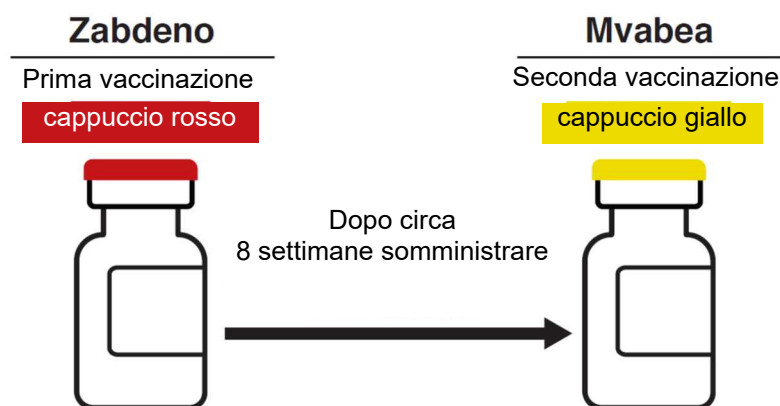 Zabdeno
Prima vaccinazione
cappuccio rosso
Dopo circa
8 settimane somministrare
Mvabea
Seconda vaccinazione
cappuccio giallo